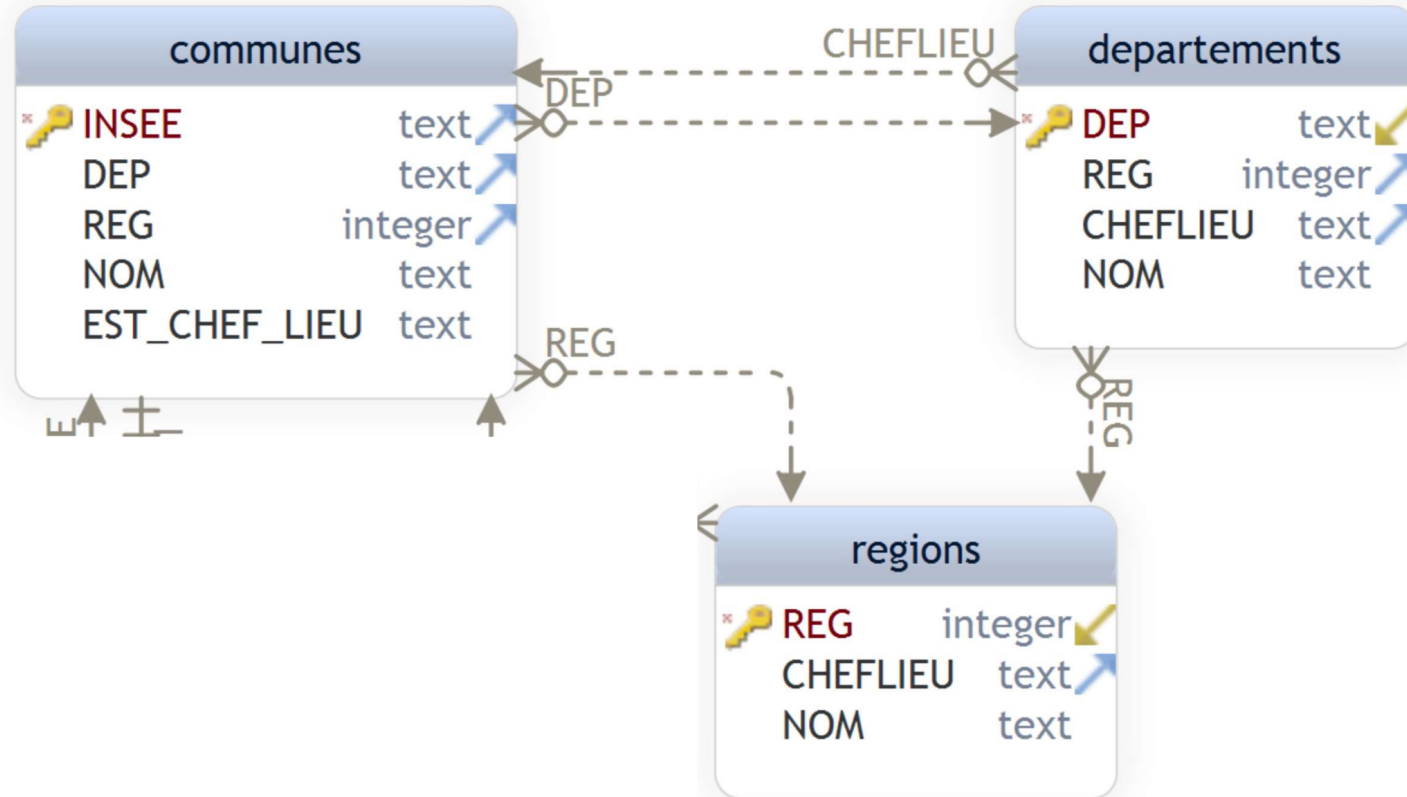 communes
INSEE text
DEP text
REG integer
NOM text
EST_CHEF_LIEU text
CHEFLIEU
DEP
departements
DEP text
REG integer
CHEFLIEU text
NOM text
REG
REG
E
regions
REG integer
CHEFLIEU text
NOM text